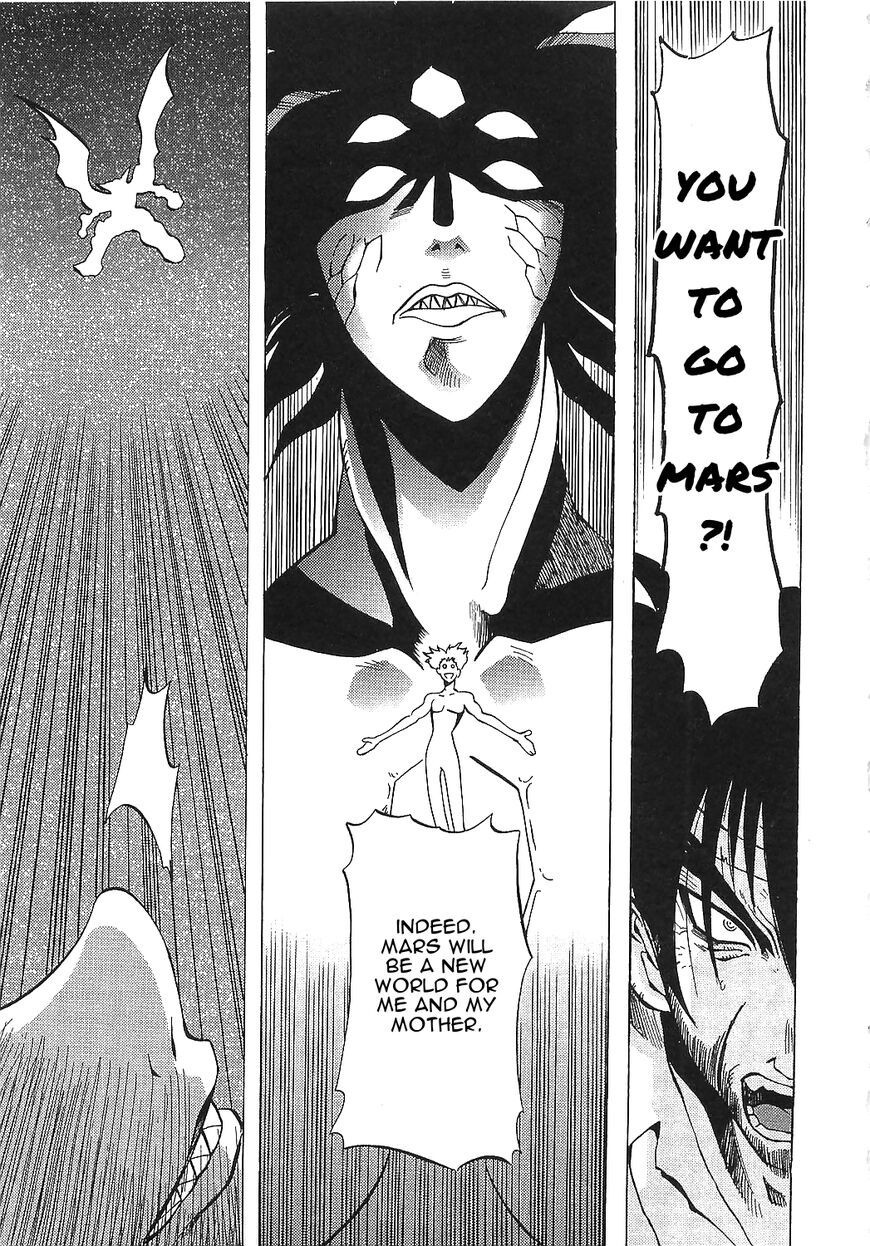 YOU
WANT
TO
GO
TO
MARS
?!
INDEED.
MARS WILL
BE A NEW
WORLD FOR
ME AND MY
MOTHER.